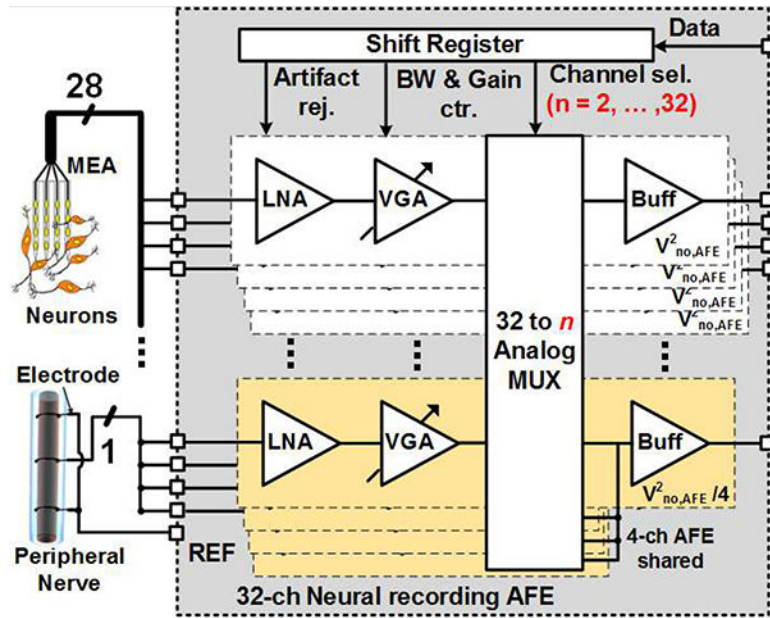 Shift Register
Data
Artifact
rej.
BW & Gain
ctr.
Channel sel.
(n = 2, … ,32)
28
MEA
Neurons
LNA
VGA
Buff
V²no,AFE
V²no,AFE
V²no,AFE
V²no,AFE
32 to n
Analog
MUX
Electrode
1
LNA
VGA
Buff
V²no,AFE /4
4-ch AFE
shared
REF
Peripheral
Nerve
32-ch Neural recording AFE